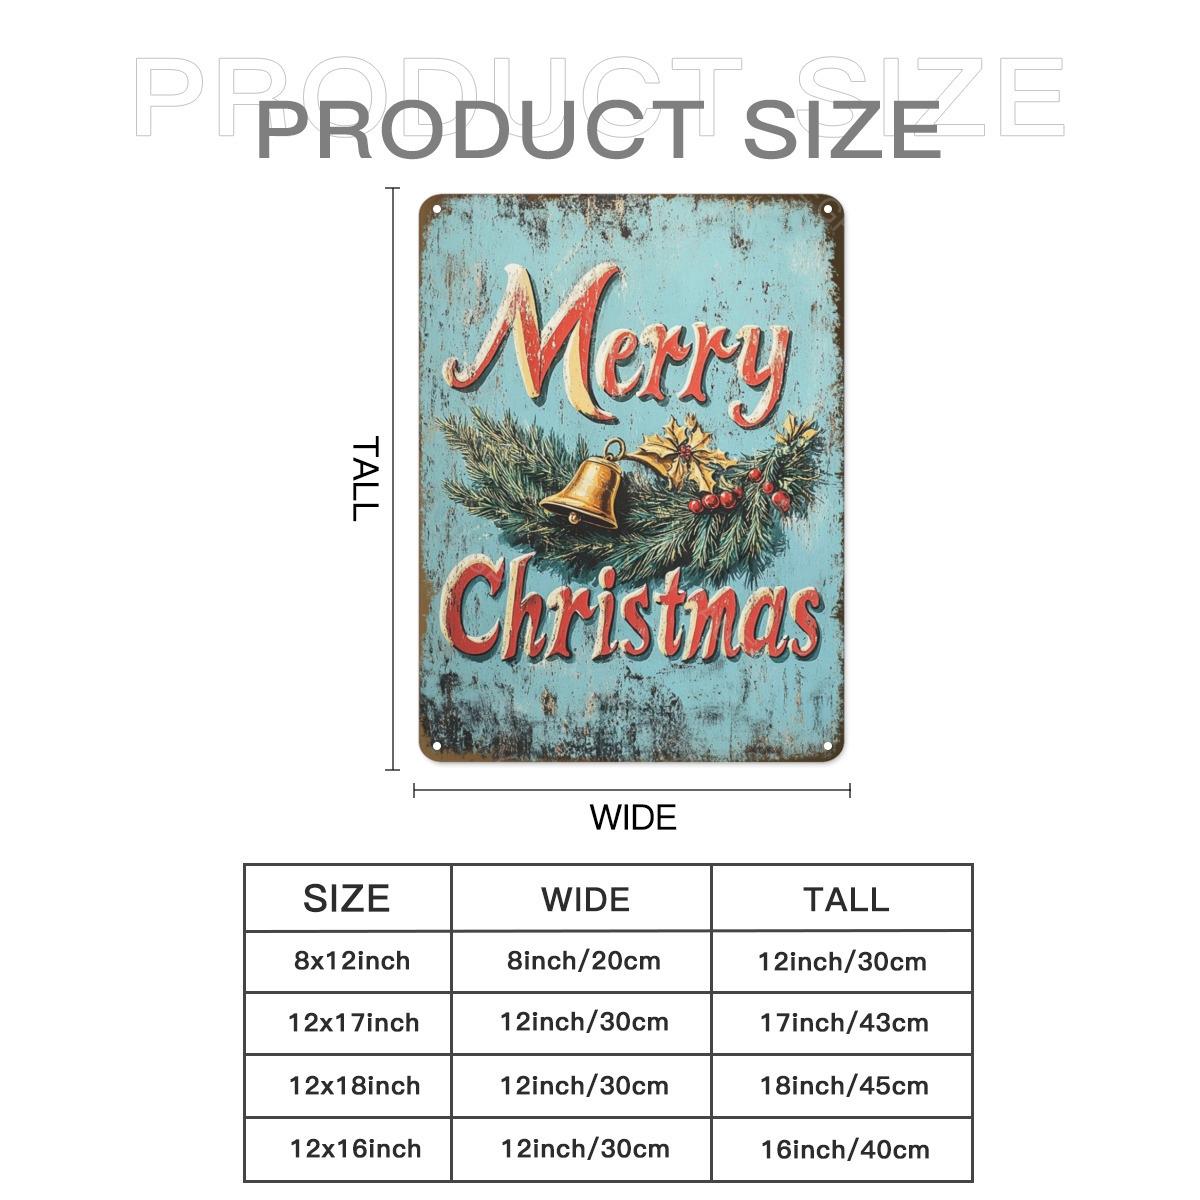 PRODUCT SIZE
PRODUCT SIZE
Merry
Christmas
TALL
WIDE
SIZE WIDE TALL
8x12inch 8inch/20cm 12inch/30cm
12x17inch 12inch/30cm 17inch/43cm
12x18inch 12inch/30cm 18inch/45cm
12x16inch 12inch/30cm 16inch/40cm